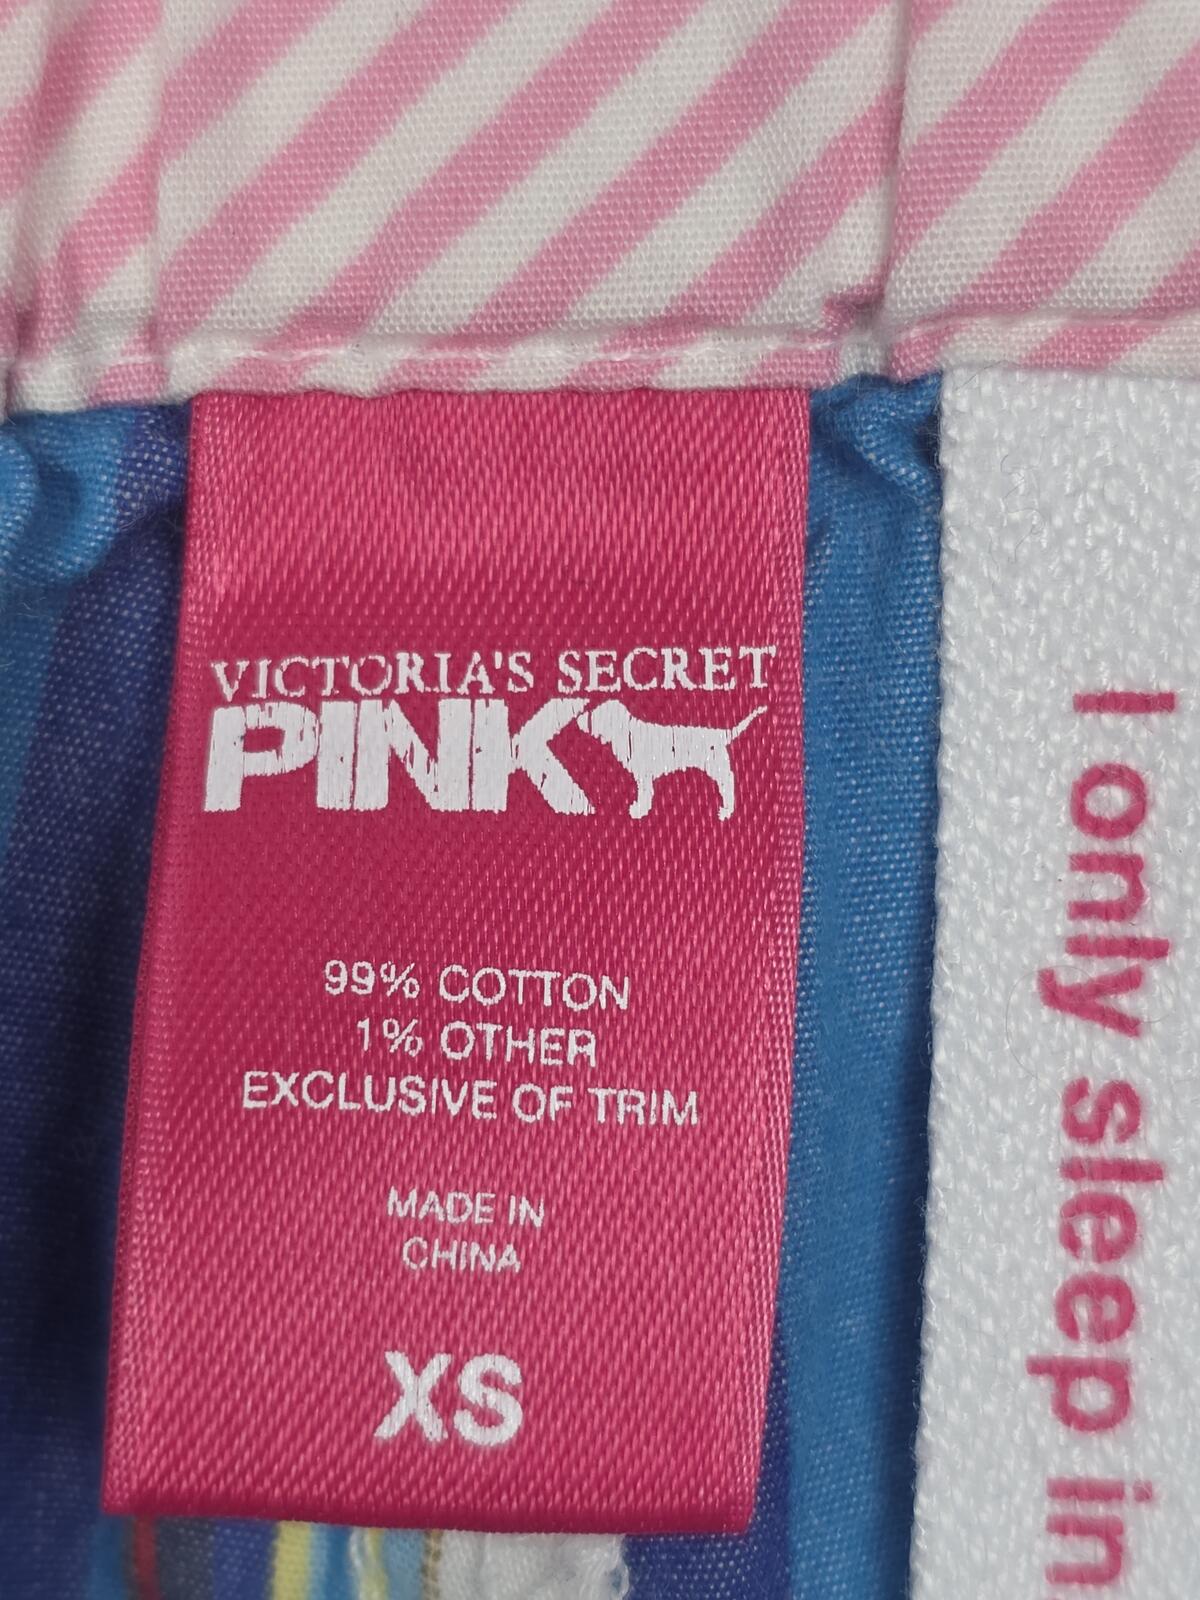 VICTORIA'S SECRET
PINK
99% COTTON
1% OTHER
EXCLUSIVE OF TRIM
MADE IN
CHINA
XS
I only sleep in